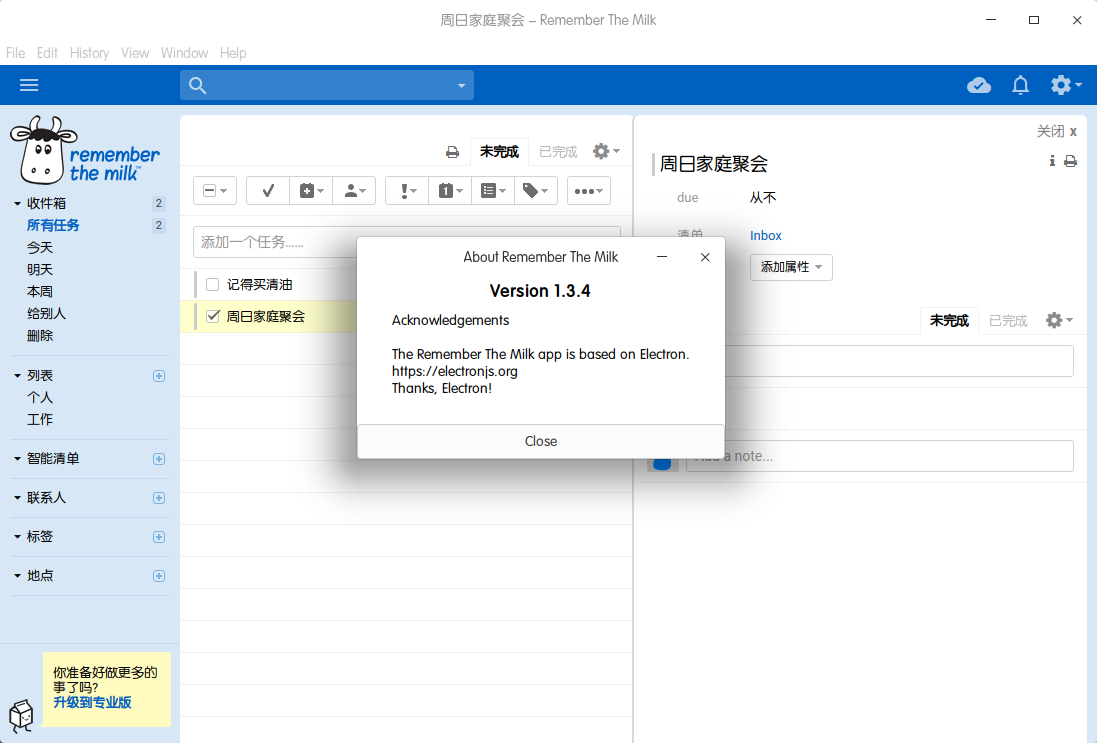 周日家庭聚会 – Remember The Milk
File Edit History View Window Help
remember
the milk™
收件箱 2
所有任务 2
今天
明天
本周
给别人
删除
列表
个人
工作
智能清单
联系人
标签
地点
你准备好做更多的
事了吗?
升级到专业版
未完成 已完成
添加一个任务......
记得买清油
周日家庭聚会
关闭 x
周日家庭聚会
due 从不
清单 Inbox
添加属性
未完成 已完成
Add a note...
About Remember The Milk
Version 1.3.4
Acknowledgements
The Remember The Milk app is based on Electron.
https://electronjs.org
Thanks, Electron!
Close